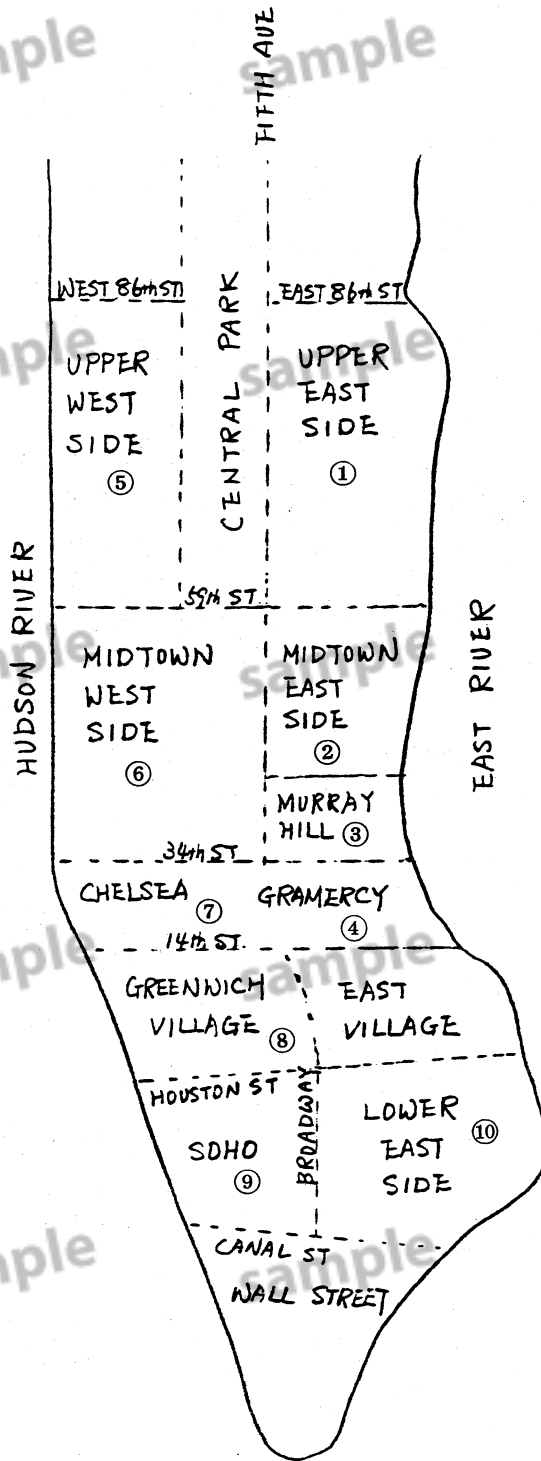 sample
sample
FIFTH AVE
WEST 86th ST
EAST 86th ST
CENTRAL PARK
sample
sample
UPPER
WEST
SIDE
⑤
UPPER
EAST
SIDE
①
59th ST
HUDSON RIVER
EAST RIVER
sample
sample
MIDTOWN
WEST
SIDE
⑥
MIDTOWN
EAST
SIDE
②
MURRAY
HILL ③
34th ST
CHELSEA ⑦
GRAMERCY
④
14th ST.
sample
sample
GREENWICH
VILLAGE ⑧
EAST
VILLAGE
HOUSTON ST
BROADWAY
SOHO
⑨
LOWER ⑩
EAST
SIDE
CANAL ST
sample
sample
WALL STREET